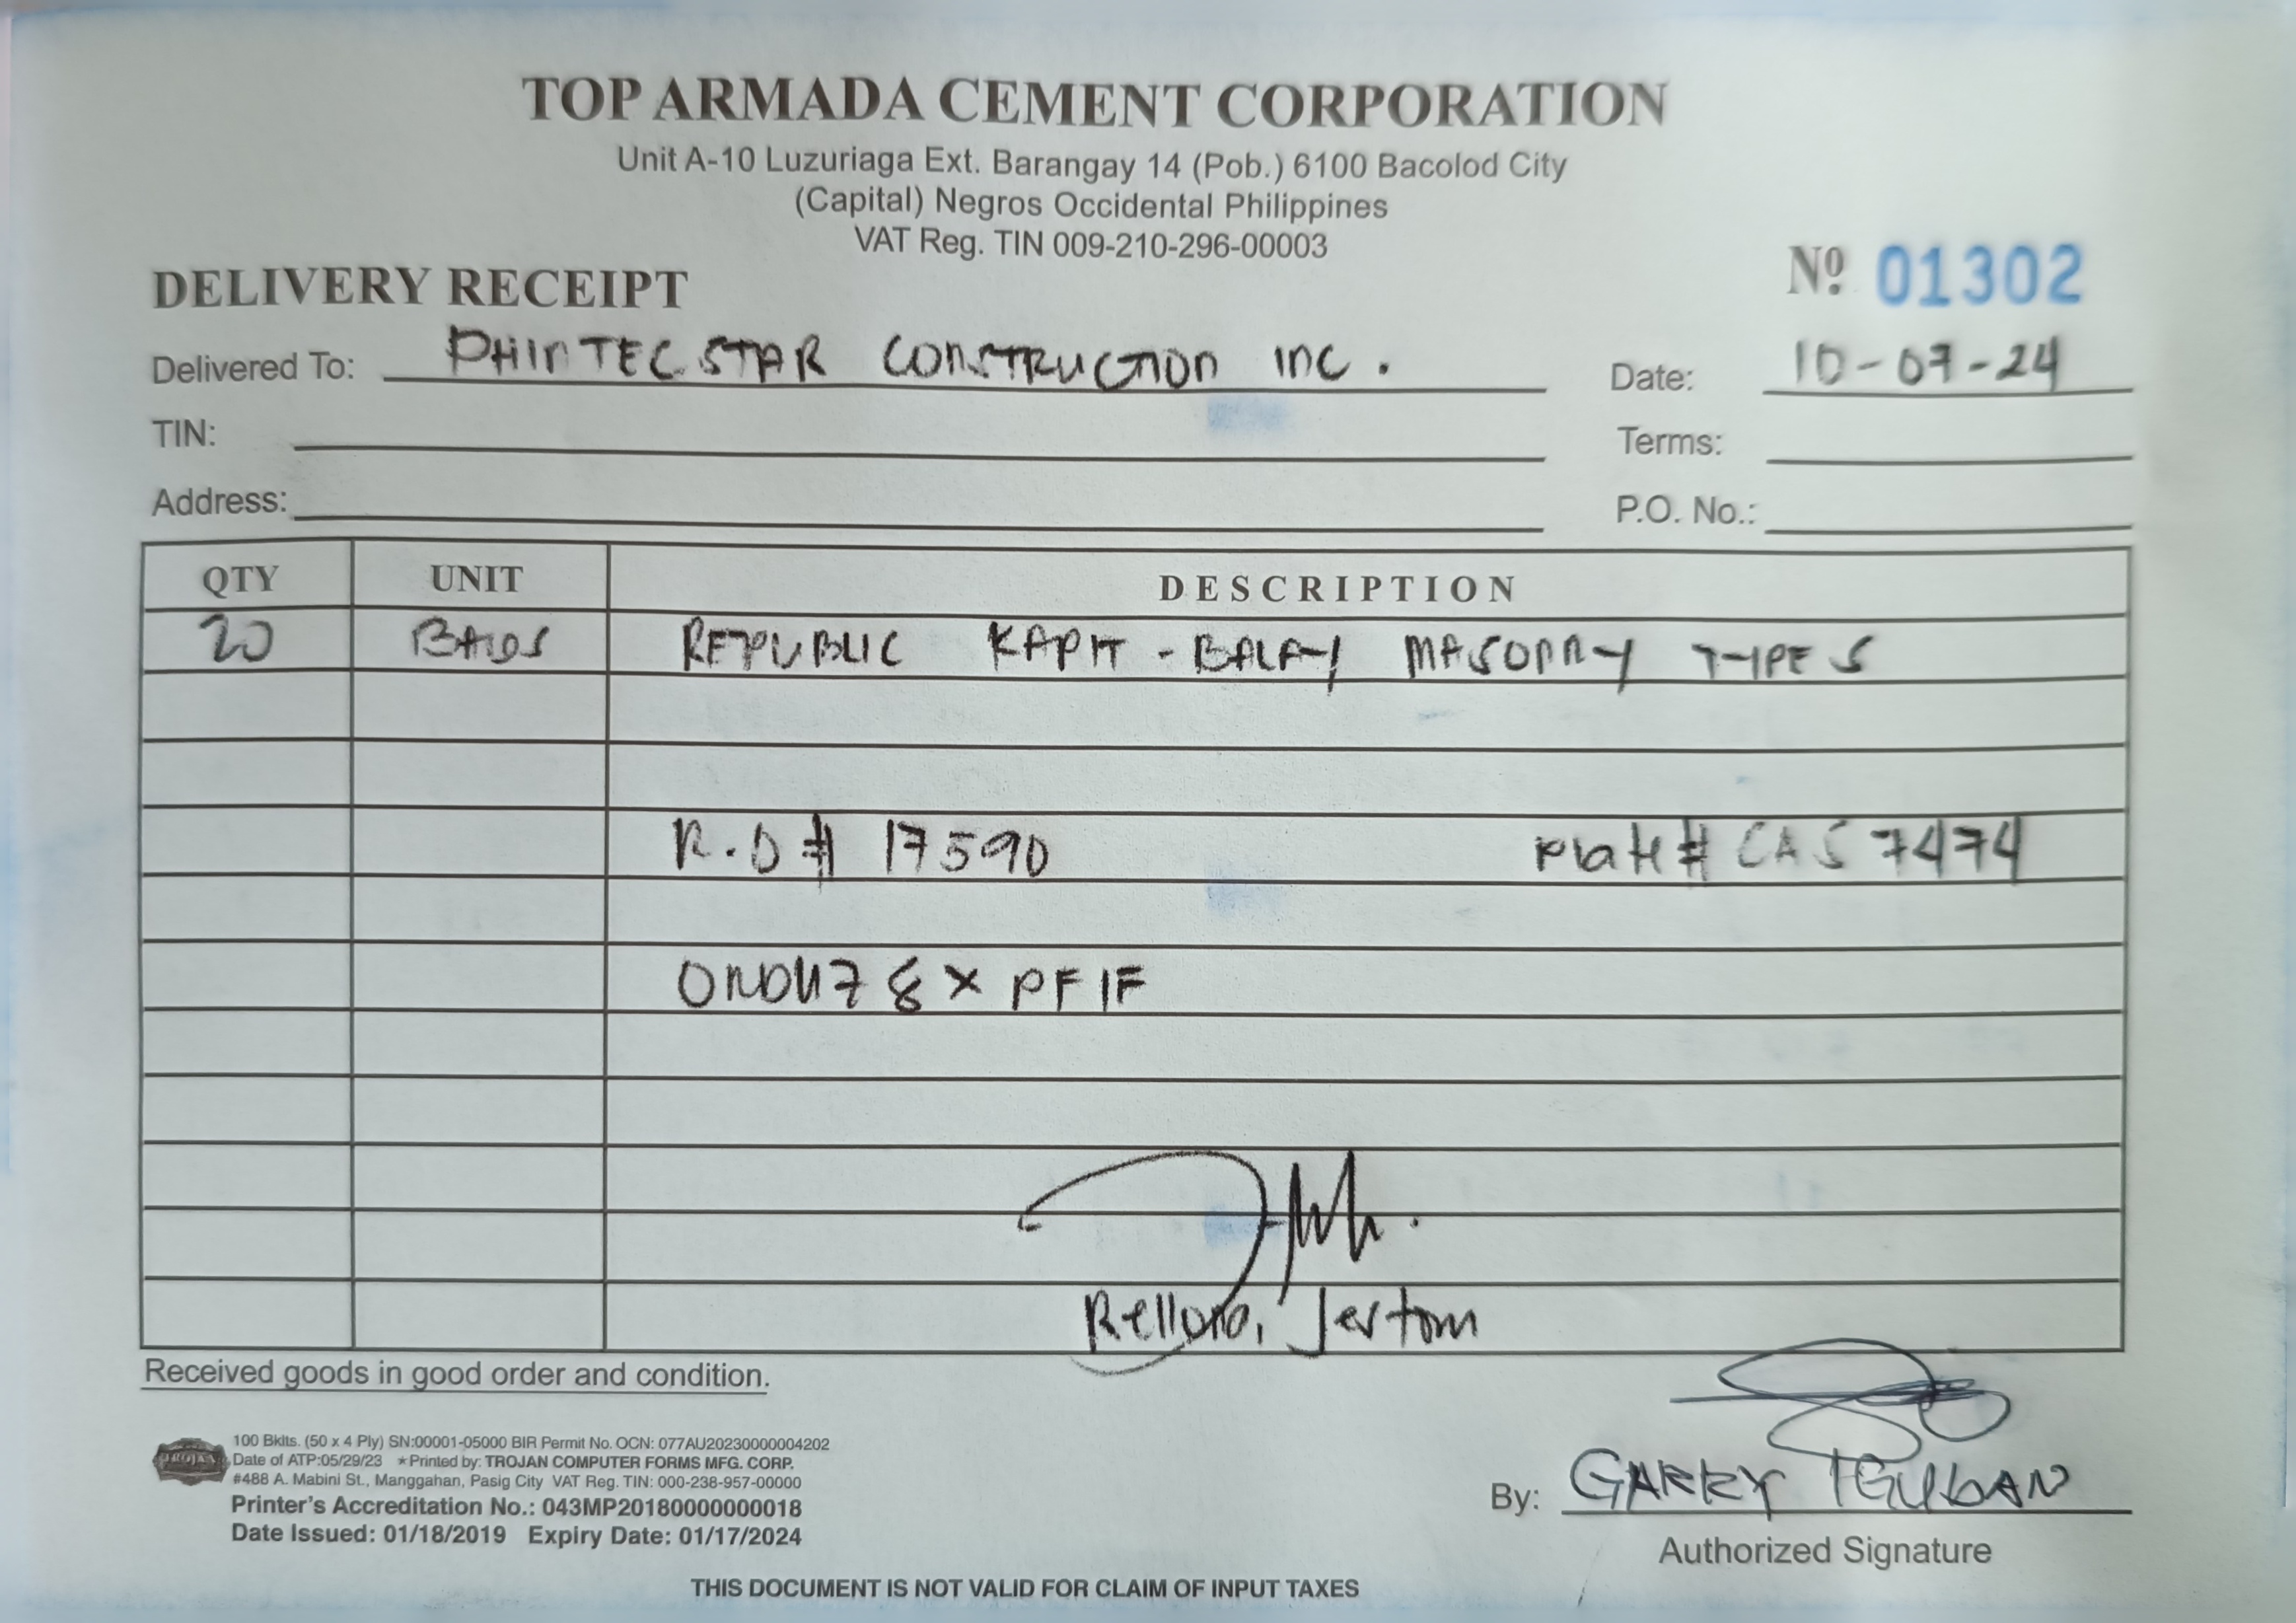 TOP ARMADA CEMENT CORPORATION
Unit A-10 Luzuriaga Ext. Barangay 14 (Pob.) 6100 Bacolod City
(Capital) Negros Occidental Philippines
VAT Reg. TIN 009-210-296-00003
DELIVERY RECEIPT
Nº 01302
Delivered To: PHINTECSTAR CONSTRUCTION INC. Date: 10-07-24
TIN: Terms:
Address: P.O. No.:
QTY UNIT DESCRIPTION
20 BAGS REPUBLIC KAPIT-BALAY MASONRY TYPE S
R.O # 17590 Plate # CAS 7474
Rellora, Jertom
Received goods in good order and condition.
TROJAN
100 Bklts. (50 x 4 Ply) SN:00001-05000 BIR Permit No. OCN: 077AU20230000004202
Date of ATP:05/29/23 ★Printed by: TROJAN COMPUTER FORMS MFG. CORP.
#488 A. Mabini St., Manggahan, Pasig City VAT Reg. TIN: 000-238-957-00000
Printer's Accreditation No.: 043MP20180000000018
Date Issued: 01/18/2019 Expiry Date: 01/17/2024
By: GARRY
Authorized Signature
THIS DOCUMENT IS NOT VALID FOR CLAIM OF INPUT TAXES